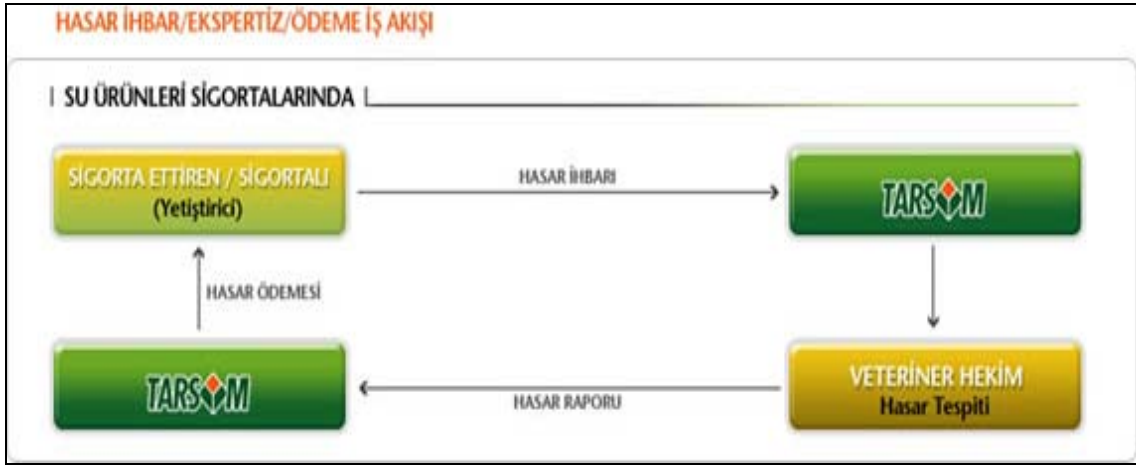 HASAR İHBAR/EKSPERTİZ/ÖDEME İŞ AKIŞI
SU ÜRÜNLERİ SİGORTALARINDA
SİGORTA ETTİREN / SİGORTALI
(Yetiştirici)
HASAR İHBARI
TARSİM
HASAR ÖDEMESİ
TARSİM
HASAR RAPORU
VETERİNER HEKİM
Hasar Tespiti